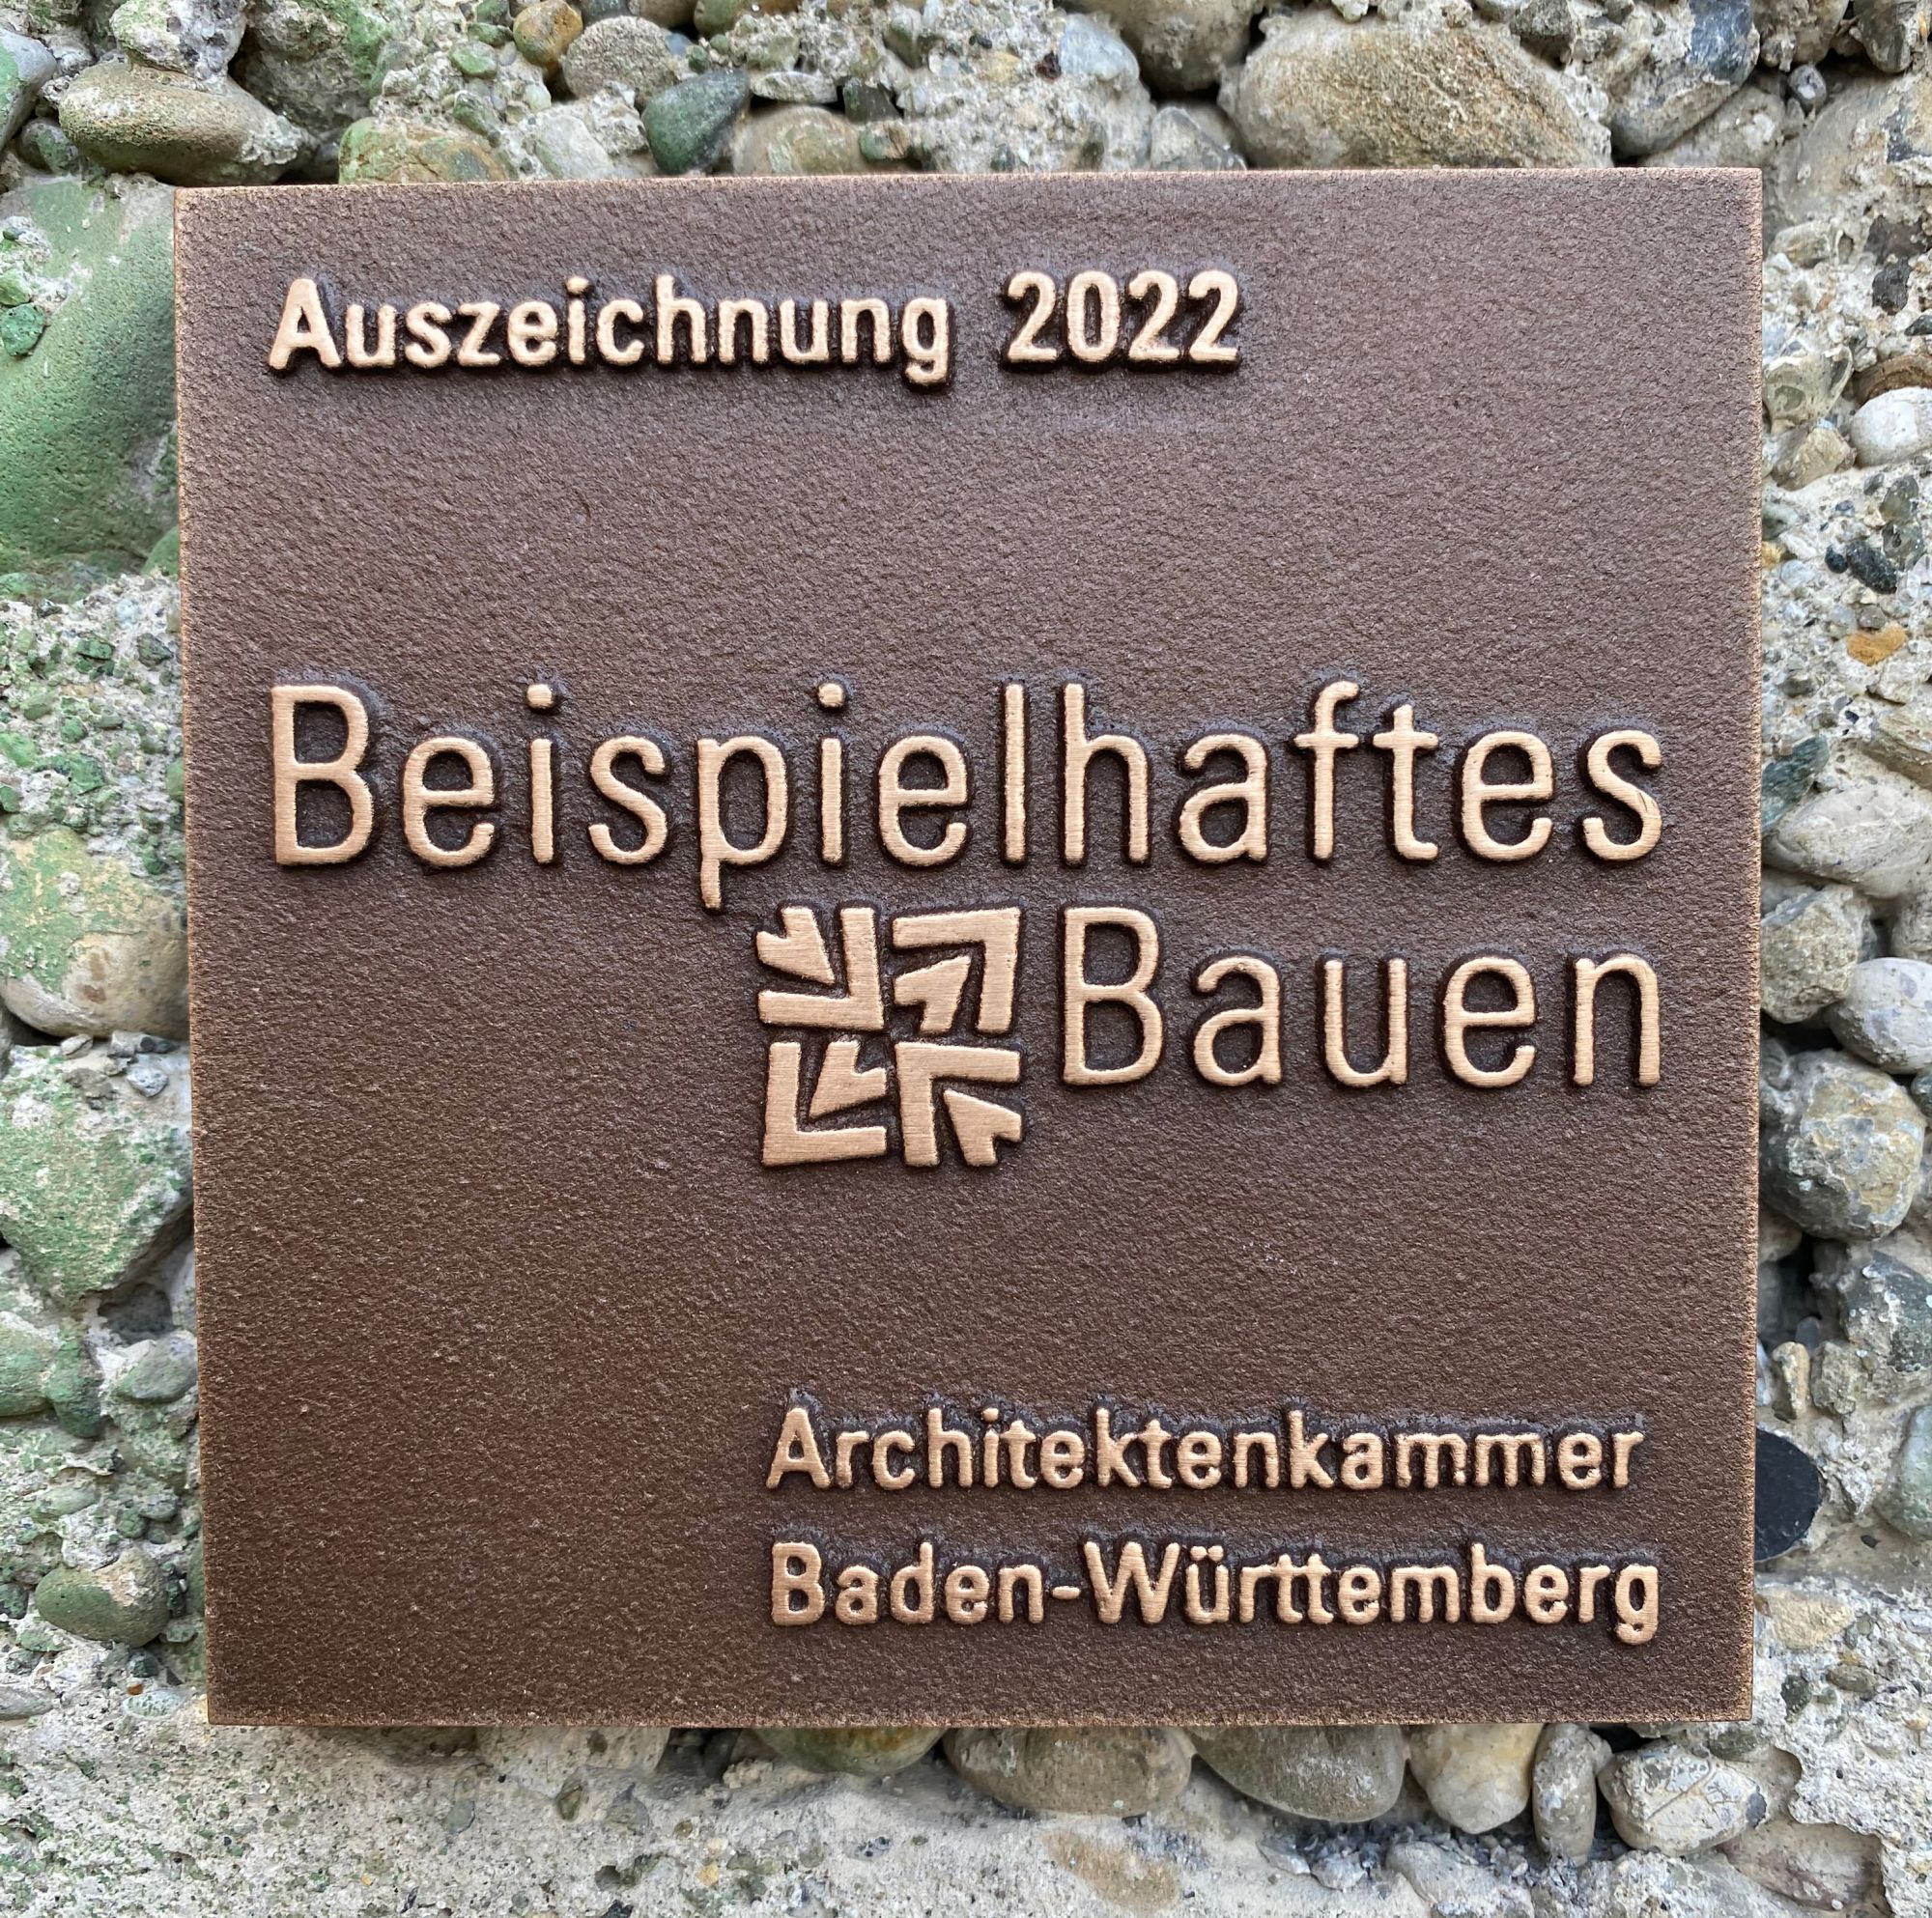 Auszeichnung 2022
Beispielhaftes
Bauen
Architektenkammer
Baden-Württemberg